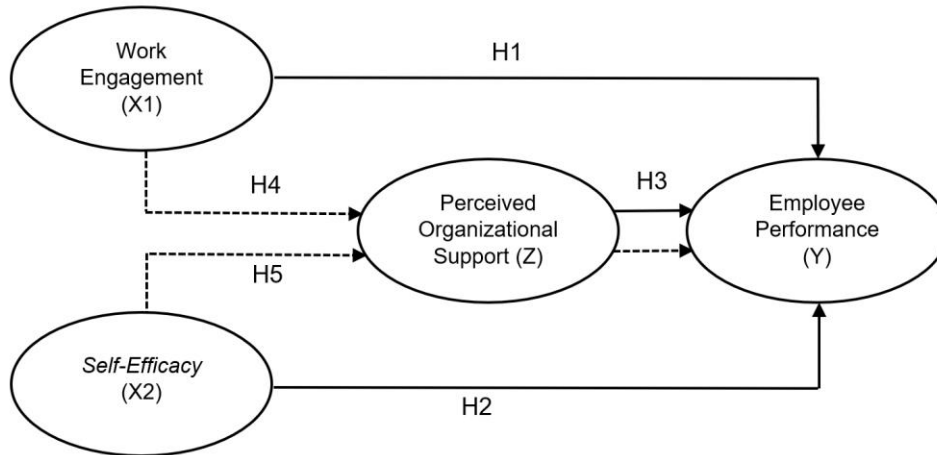 Work
Engagement
(X1)
H1
H4
Perceived
Organizational
Support (Z)
H3
Employee
Performance
(Y)
H5
Self-Efficacy
(X2)
H2